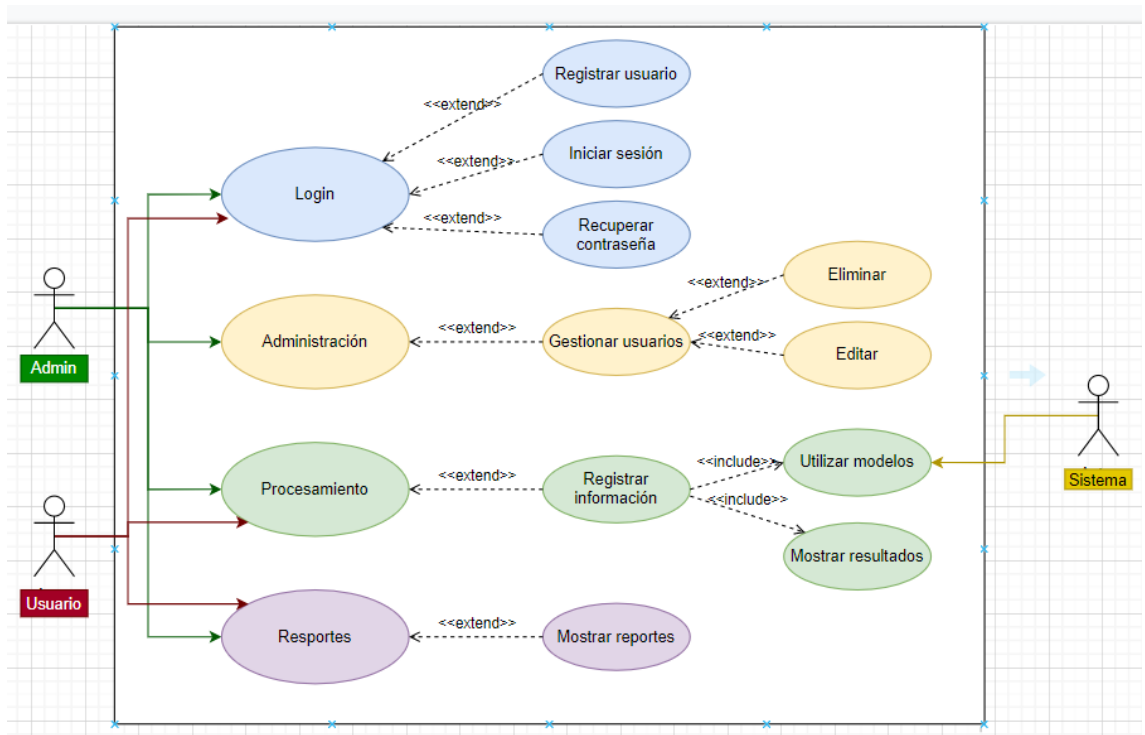 Registrar usuario
<<extend>>
Iniciar sesión
<<extend>>
Login
<<extend>>
Recuperar
contraseña
Eliminar
<<extend>>
Administración
<<extend>>
Gestionar usuarios
<<extend>>
Editar
Admin
Utilizar modelos
<<include>>
Procesamiento
<<extend>>
Registrar
información
<<include>>
Sistema
Mostrar resultados
Usuario
Resportes
<<extend>>
Mostrar reportes